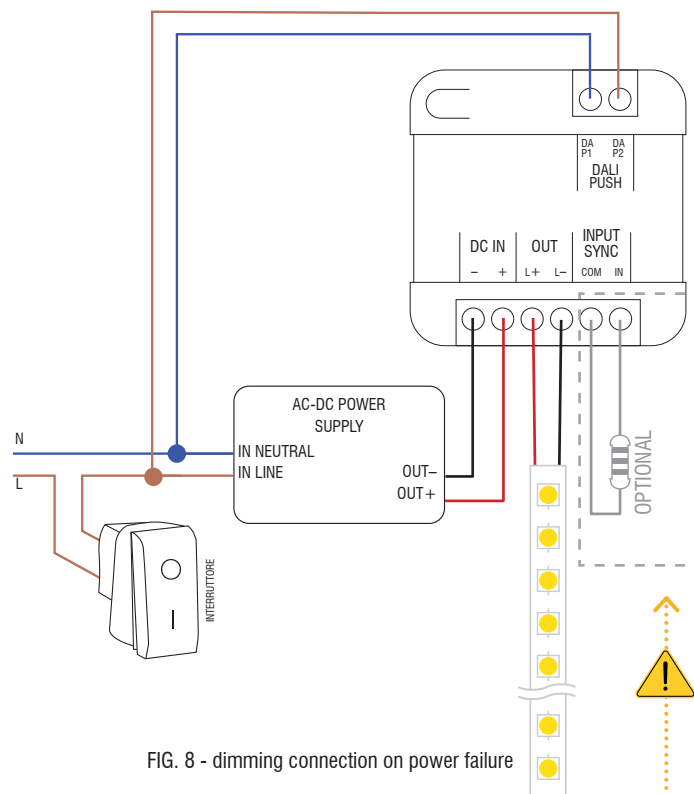 DA DA
P1 P2
DALI
PUSH
DC IN OUT INPUT
SYNC
– + L+ L– COM IN
AC-DC POWER
SUPPLY
N
IN NEUTRAL
L
IN LINE
OUT–
OUT+
OPTIONAL
INTERRUTTORE
O
I
!
FIG. 8 - dimming connection on power failure